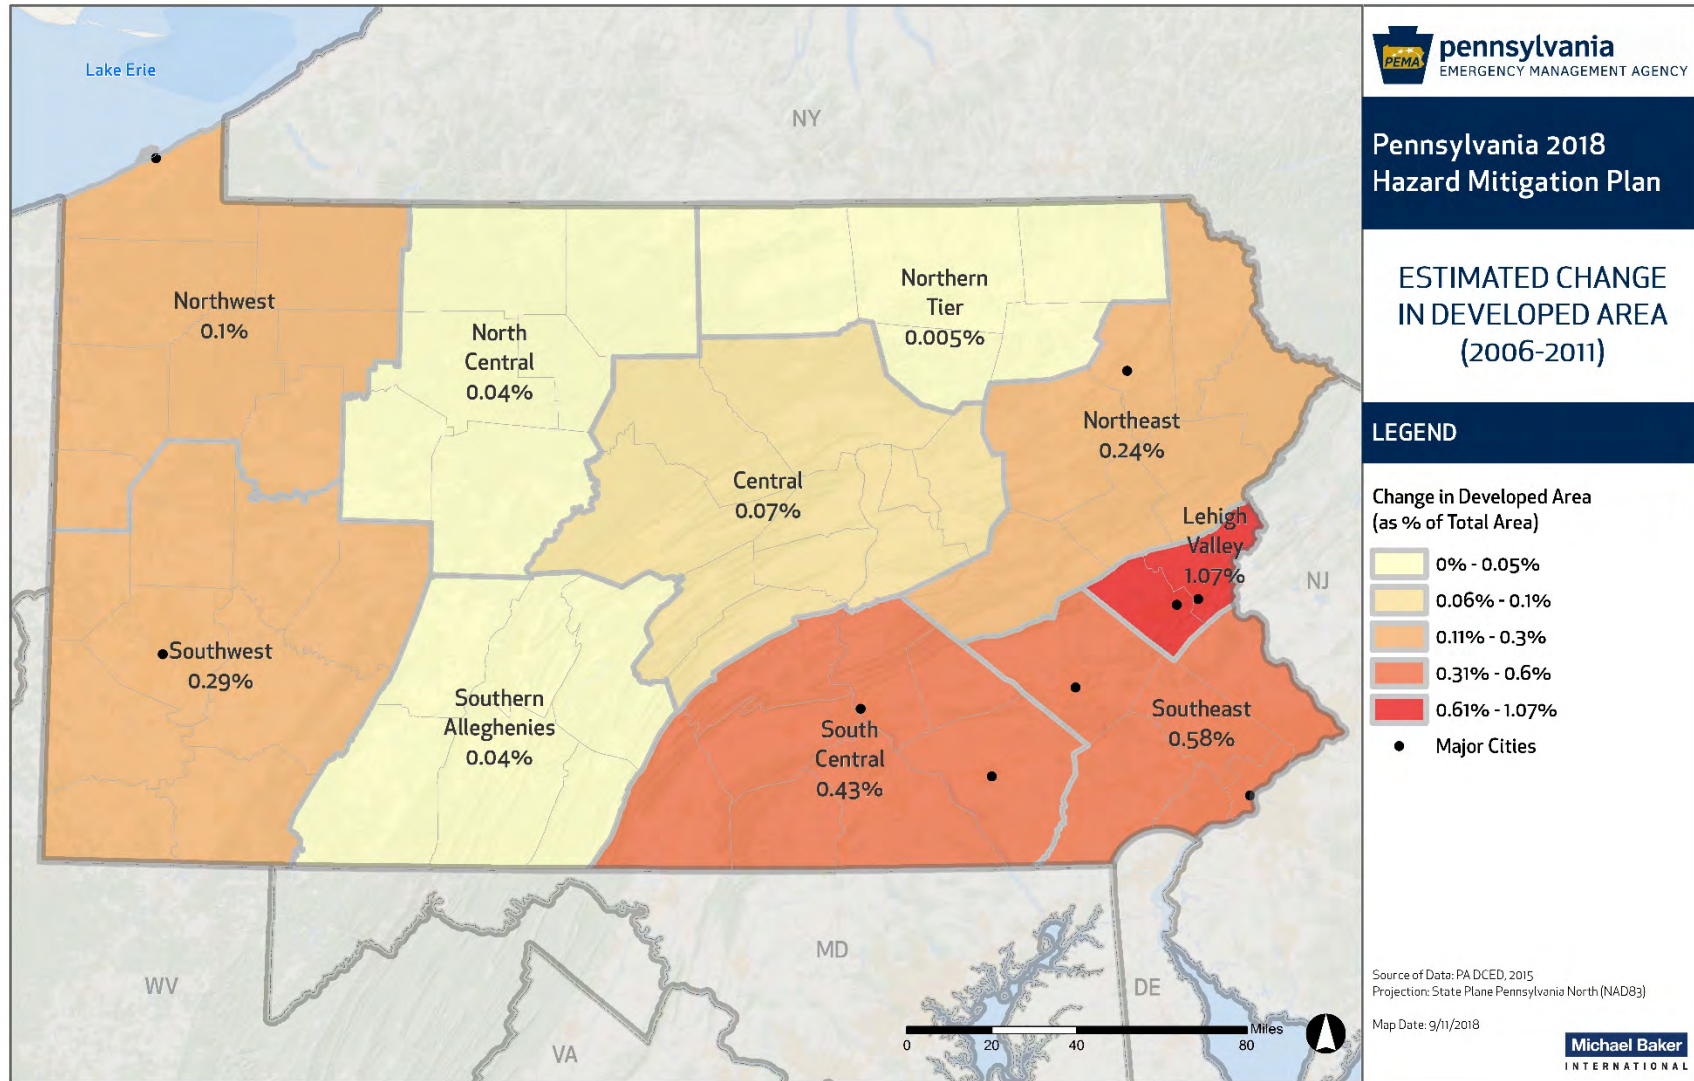 Lake Erie
NY
Northwest
0.1%
North
Central
0.04%
Northern
Tier
0.005%
Northeast
0.24%
Central
0.07%
Lehigh
Valley
1.07%
NJ
Southwest
0.29%
Southern
Alleghenies
0.04%
South
Central
0.43%
Southeast
0.58%
WV
VA
MD
DE
Miles
0 20 40 80
PEMA
pennsylvania
EMERGENCY MANAGEMENT AGENCY
Pennsylvania 2018
Hazard Mitigation Plan
ESTIMATED CHANGE
IN DEVELOPED AREA
(2006-2011)
LEGEND
Change in Developed Area
(as % of Total Area)
0% - 0.05%
0.06% - 0.1%
0.11% - 0.3%
0.31% - 0.6%
0.61% - 1.07%
Major Cities
Source of Data: PA DCED, 2015
Projection: State Plane Pennsylvania North (NAD83)
Map Date: 9/11/2018
Michael Baker
INTERNATIONAL